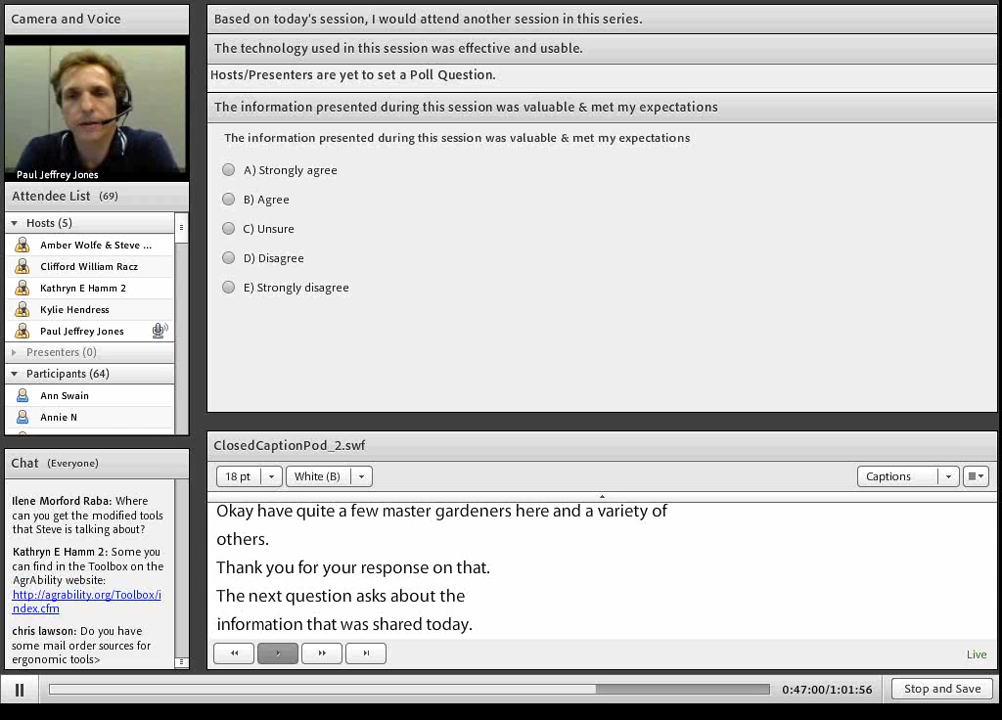 Camera and Voice
Paul Jeffrey Jones
Attendee List (69)
Hosts (5)
Amber Wolfe & Steve ...
Clifford William Racz
Kathryn E Hamm 2
Kylie Hendress
Paul Jeffrey Jones
Presenters (0)
Participants (64)
Ann Swain
Annie N
Chat (Everyone)
Ilene Morford Raba: Where
can you get the modified tools
that Steve is talking about?
Kathryn E Hamm 2: Some you
can find in the Toolbox on the
AgrAbility website:
http://agrability.org/Toolbox/i
ndex.cfm
chris lawson: Do you have
some mail order sources for
ergonomic tools>
Based on today's session, I would attend another session in this series.
The technology used in this session was effective and usable.
Hosts/Presenters are yet to set a Poll Question.
The information presented during this session was valuable & met my expectations
The information presented during this session was valuable & met my expectations
A) Strongly agree
B) Agree
C) Unsure
D) Disagree
E) Strongly disagree
ClosedCaptionPod_2.swf
18 pt White (B) Captions
Okay have quite a few master gardeners here and a variety of
others.
Thank you for your response on that.
The next question asks about the
information that was shared today.
Live
0:47:00/1:01:56 Stop and Save